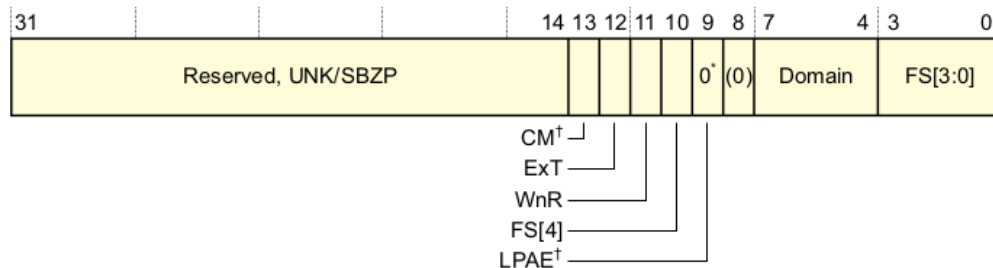 31 14 13 12 11 10 9 8 7 4 3 0
Reserved, UNK/SBZP 0* (0) Domain FS[3:0]
CM†
ExT
WnR
FS[4]
LPAE†